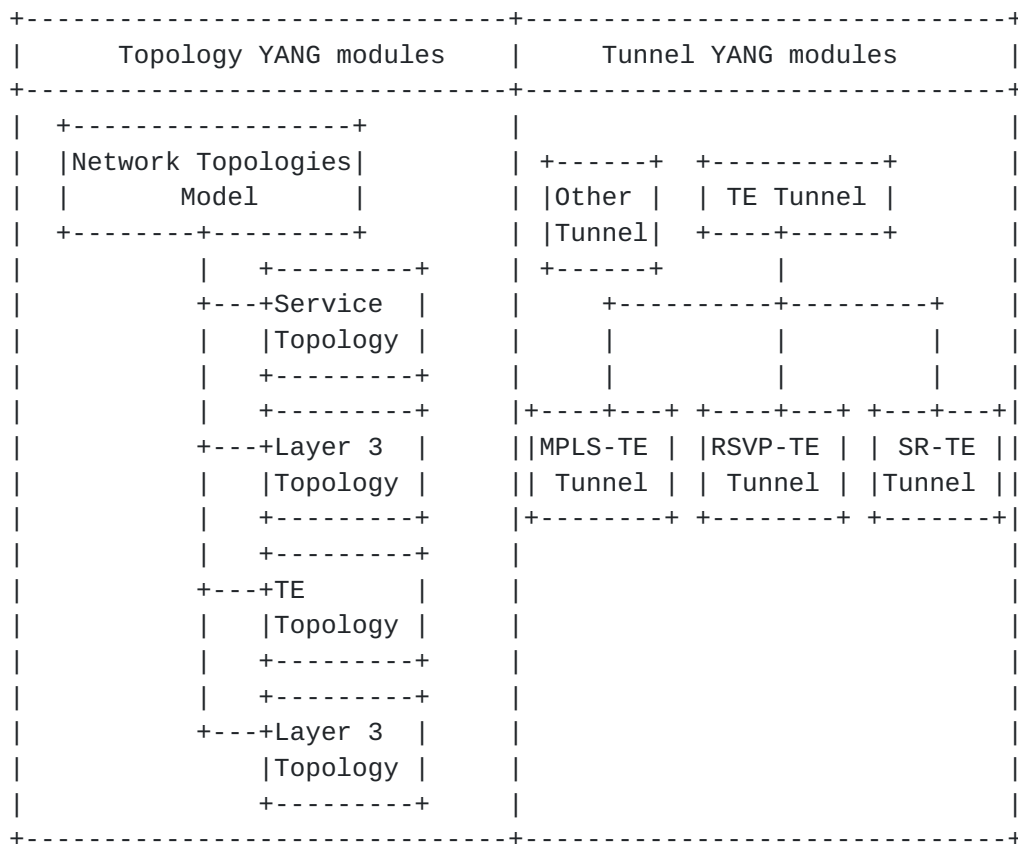 Topology YANG modules
Tunnel YANG modules
Network Topologies
Model
Service
Topology
Layer 3
Topology
TE
Topology
Layer 3
Topology
Other
Tunnel
TE Tunnel
MPLS-TE
Tunnel
RSVP-TE
Tunnel
SR-TE
Tunnel